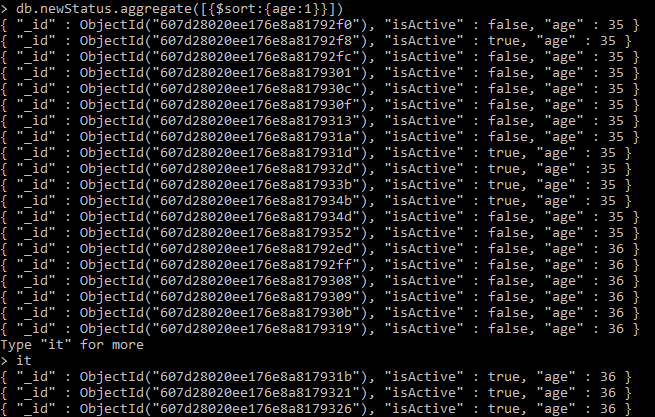 > db.newStatus.aggregate([{$sort:{age:1}}])
{ "_id" : ObjectId("607d28020ee176e8a81792f0"), "isActive" : false, "age" : 35 }
{ "_id" : ObjectId("607d28020ee176e8a81792f8"), "isActive" : true, "age" : 35 }
{ "_id" : ObjectId("607d28020ee176e8a81792fc"), "isActive" : false, "age" : 35 }
{ "_id" : ObjectId("607d28020ee176e8a8179301"), "isActive" : false, "age" : 35 }
{ "_id" : ObjectId("607d28020ee176e8a817930c"), "isActive" : false, "age" : 35 }
{ "_id" : ObjectId("607d28020ee176e8a817930f"), "isActive" : false, "age" : 35 }
{ "_id" : ObjectId("607d28020ee176e8a8179313"), "isActive" : false, "age" : 35 }
{ "_id" : ObjectId("607d28020ee176e8a817931a"), "isActive" : false, "age" : 35 }
{ "_id" : ObjectId("607d28020ee176e8a817931d"), "isActive" : true, "age" : 35 }
{ "_id" : ObjectId("607d28020ee176e8a817932d"), "isActive" : true, "age" : 35 }
{ "_id" : ObjectId("607d28020ee176e8a817933b"), "isActive" : true, "age" : 35 }
{ "_id" : ObjectId("607d28020ee176e8a817934b"), "isActive" : true, "age" : 35 }
{ "_id" : ObjectId("607d28020ee176e8a817934d"), "isActive" : false, "age" : 35 }
{ "_id" : ObjectId("607d28020ee176e8a8179352"), "isActive" : false, "age" : 35 }
{ "_id" : ObjectId("607d28020ee176e8a81792ed"), "isActive" : false, "age" : 36 }
{ "_id" : ObjectId("607d28020ee176e8a81792ff"), "isActive" : false, "age" : 36 }
{ "_id" : ObjectId("607d28020ee176e8a8179308"), "isActive" : false, "age" : 36 }
{ "_id" : ObjectId("607d28020ee176e8a8179309"), "isActive" : false, "age" : 36 }
{ "_id" : ObjectId("607d28020ee176e8a817930b"), "isActive" : false, "age" : 36 }
{ "_id" : ObjectId("607d28020ee176e8a8179319"), "isActive" : false, "age" : 36 }
Type "it" for more
> it
{ "_id" : ObjectId("607d28020ee176e8a817931b"), "isActive" : true, "age" : 36 }
{ "_id" : ObjectId("607d28020ee176e8a8179321"), "isActive" : true, "age" : 36 }
{ "_id" : ObjectId("607d28020ee176e8a8179326"), "isActive" : true, "age" : 36 }